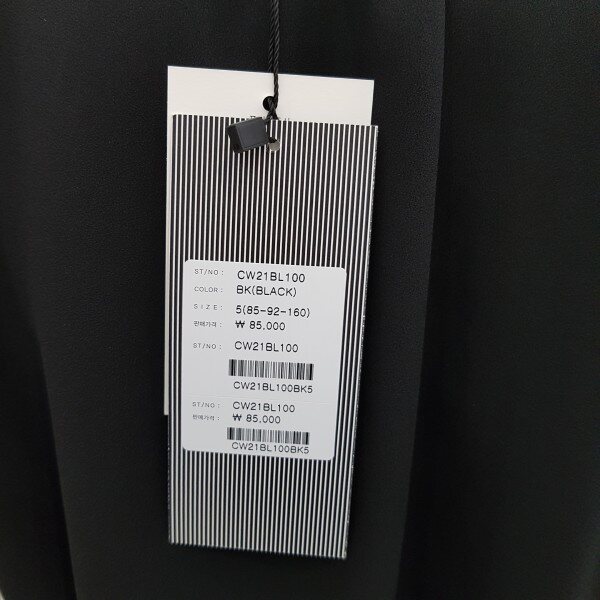 ST/NO : CW21BL100
COLOR : BK(BLACK)
SIZE : 5(85-92-160)
판매가격 : ₩ 85,000
ST/NO : CW21BL100
CW21BL100BK5
ST/NO : CW21BL100
판매가격 : ₩ 85,000
CW21BL100BK5